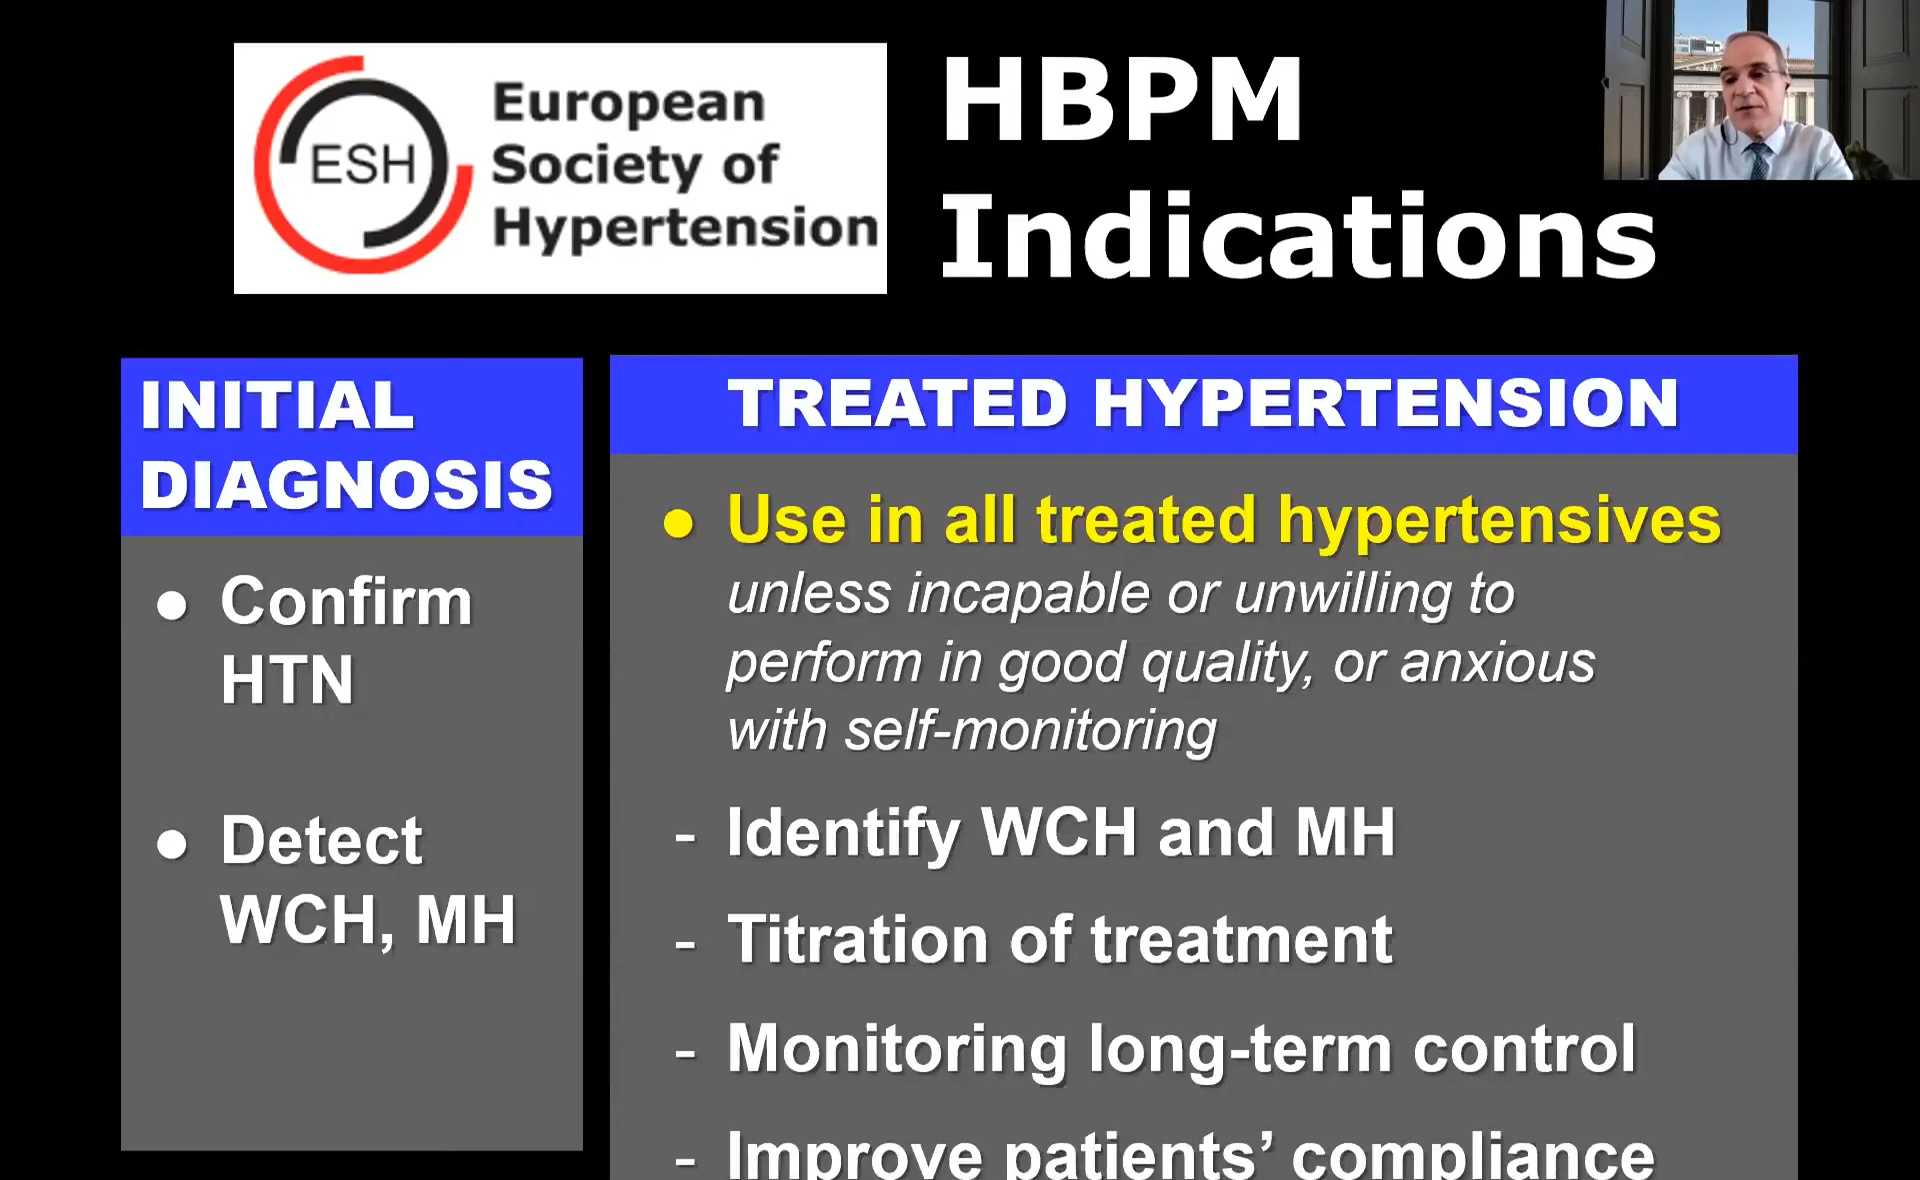 ESH
European
Society of
Hypertension
HBPM
Indications
INITIAL
DIAGNOSIS
● Confirm
HTN
● Detect
WCH, MH
TREATED HYPERTENSION
● Use in all treated hypertensives
unless incapable or unwilling to
perform in good quality, or anxious
with self-monitoring
- Identify WCH and MH
- Titration of treatment
- Monitoring long-term control
- Improve patients’ compliance